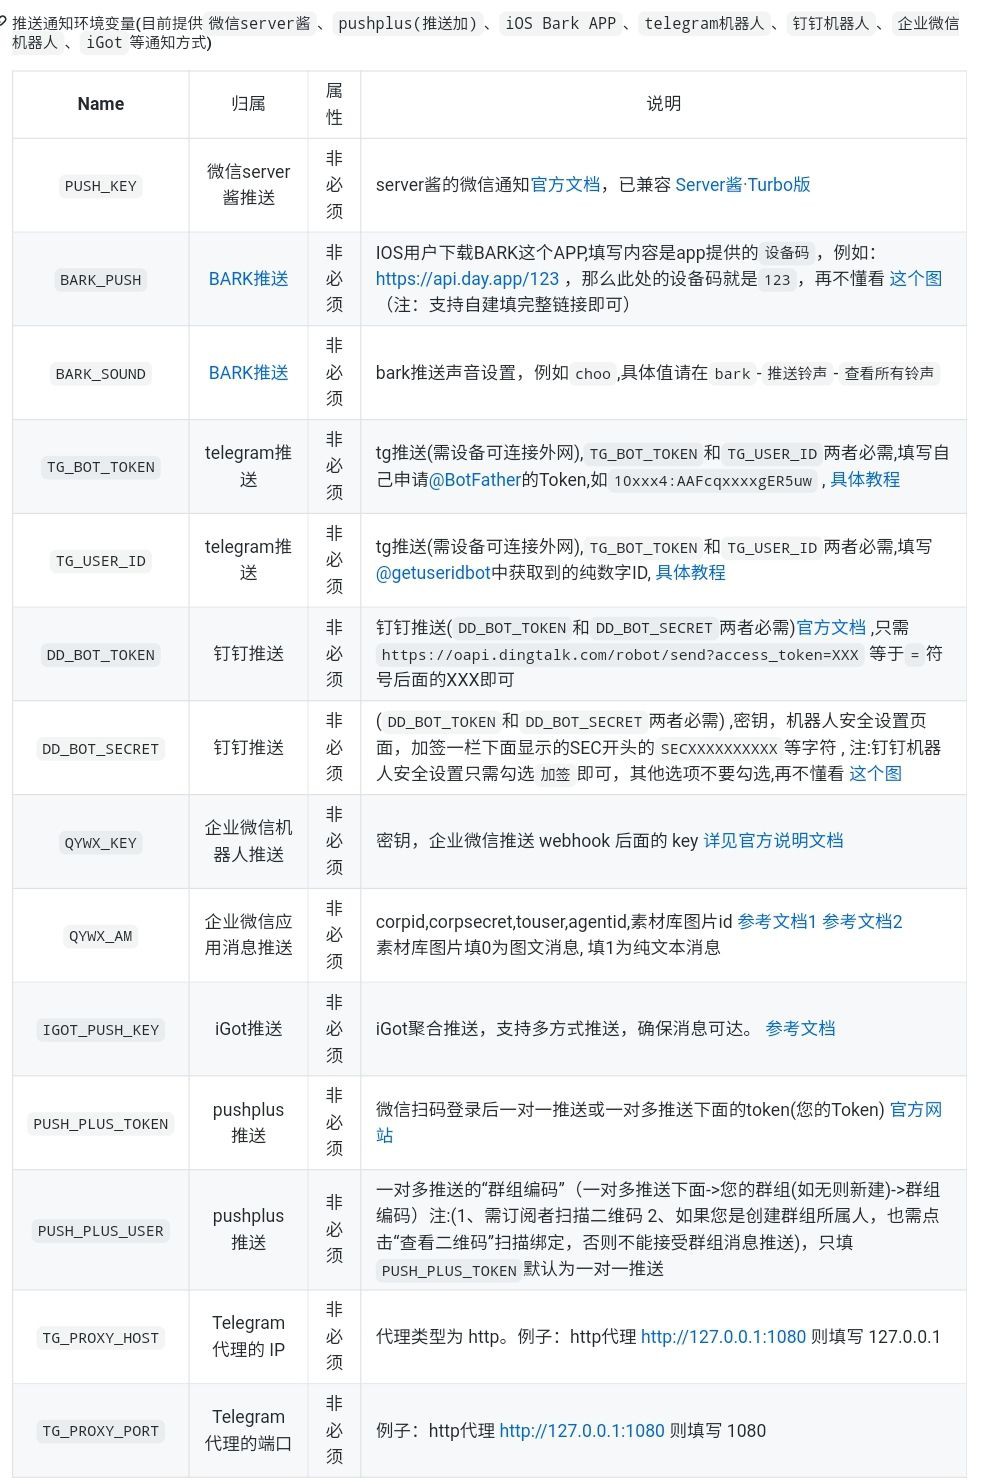 推送通知环境变量(目前提供 微信server酱 、 pushplus(推送加) 、 iOS Bark APP 、 telegram机器人 、 钉钉机器人 、 企业微信
机器人 、 iGot 等通知方式)
Name 归属 属性 说明
PUSH_KEY 微信server酱推送 非必须 server酱的微信通知官方文档，已兼容 Server酱·Turbo版
BARK_PUSH BARK推送 非必须 IOS用户下载BARK这个APP,填写内容是app提供的 设备码 ，例如：
https://api.day.app/123 ，那么此处的设备码就是 123 ，再不懂看 这个图
（注：支持自建填完整链接即可）
BARK_SOUND BARK推送 非必须 bark推送声音设置，例如 choo ,具体值请在 bark - 推送铃声 - 查看所有铃声
TG_BOT_TOKEN telegram推送 非必须 tg推送(需设备可连接外网), TG_BOT_TOKEN 和 TG_USER_ID 两者必需,填写自
己申请@BotFather的Token,如 10xxx4:AAFcqxxxxgER5uw , 具体教程
TG_USER_ID telegram推送 非必须 tg推送(需设备可连接外网), TG_BOT_TOKEN 和 TG_USER_ID 两者必需,填写
@getuseridbot中获取到的纯数字ID, 具体教程
DD_BOT_TOKEN 钉钉推送 非必须 钉钉推送( DD_BOT_TOKEN 和 DD_BOT_SECRET 两者必需)官方文档 ,只需
https://oapi.dingtalk.com/robot/send?access_token=XXX 等于 = 符
号后面的XXX即可
DD_BOT_SECRET 钉钉推送 非必须 ( DD_BOT_TOKEN 和 DD_BOT_SECRET 两者必需) ,密钥，机器人安全设置页
面，加签一栏下面显示的SEC开头的 SECXXXXXXXXXX 等字符 , 注:钉钉机器
人安全设置只需勾选 加签 即可，其他选项不要勾选,再不懂看 这个图
QYWX_KEY 企业微信机器人推送 非必须 密钥，企业微信推送 webhook 后面的 key 详见官方说明文档
QYWX_AM 企业微信应用消息推送 非必须 corpid,corpsecret,touser,agentid,素材库图片id 参考文档1 参考文档2
素材库图片填0为图文消息, 填1为纯文本消息
IGOT_PUSH_KEY iGot推送 非必须 iGot聚合推送，支持多方式推送，确保消息可达。 参考文档
PUSH_PLUS_TOKEN pushplus推送 非必须 微信扫码登录后一对一推送或一对多推送下面的token(您的Token) 官方网
站
PUSH_PLUS_USER pushplus推送 非必须 一对多推送的“群组编码”（一对多推送下面->您的群组(如无则新建)->群组
编码）注:(1、需订阅者扫描二维码 2、如果您是创建群组所属人，也需点
击“查看二维码”扫描绑定，否则不能接受群组消息推送)，只填
PUSH_PLUS_TOKEN 默认为一对一推送
TG_PROXY_HOST Telegram 代理的 IP 非必须 代理类型为 http。例子：http代理 http://127.0.0.1:1080 则填写 127.0.0.1
TG_PROXY_PORT Telegram 代理的端口 非必须 例子：http代理 http://127.0.0.1:1080 则填写 1080